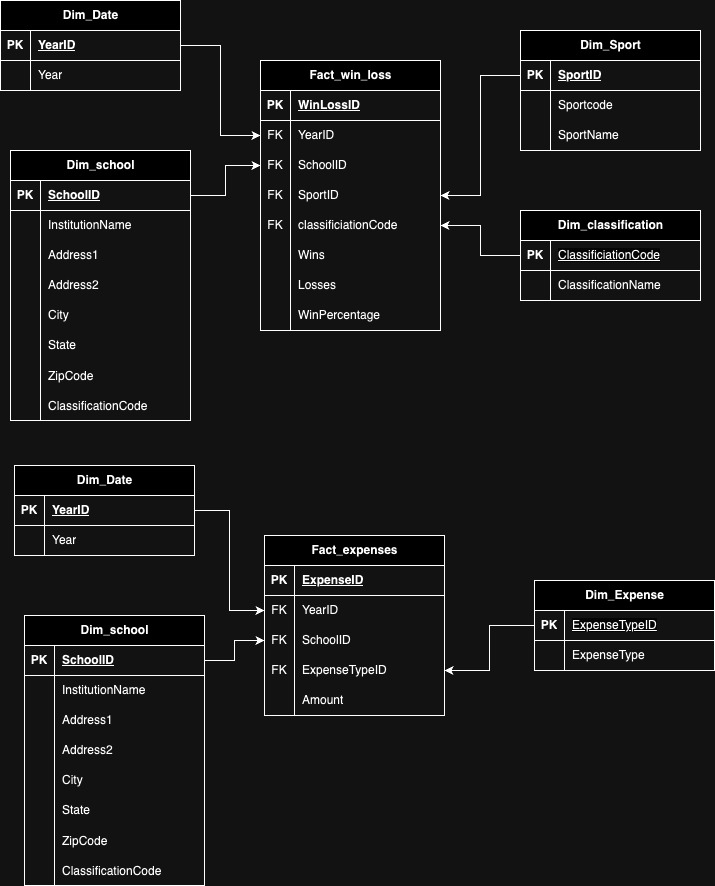 Dim_Date
PK YearID
Year
Fact_win_loss
PK WinLossID
FK YearID
FK SchoolID
FK SportID
FK classificiationCode
Wins
Losses
WinPercentage
Dim_Sport
PK SportID
Sportcode
SportName
Dim_school
PK SchoolID
InstitutionName
Address1
Address2
City
State
ZipCode
ClassificationCode
Dim_classification
PK ClassificiationCode
ClassificationName
Dim_Date
PK YearID
Year
Fact_expenses
PK ExpenseID
FK YearID
FK SchoolID
FK ExpenseTypeID
Amount
Dim_Expense
PK ExpenseTypeID
ExpenseType
Dim_school
PK SchoolID
InstitutionName
Address1
Address2
City
State
ZipCode
ClassificationCode